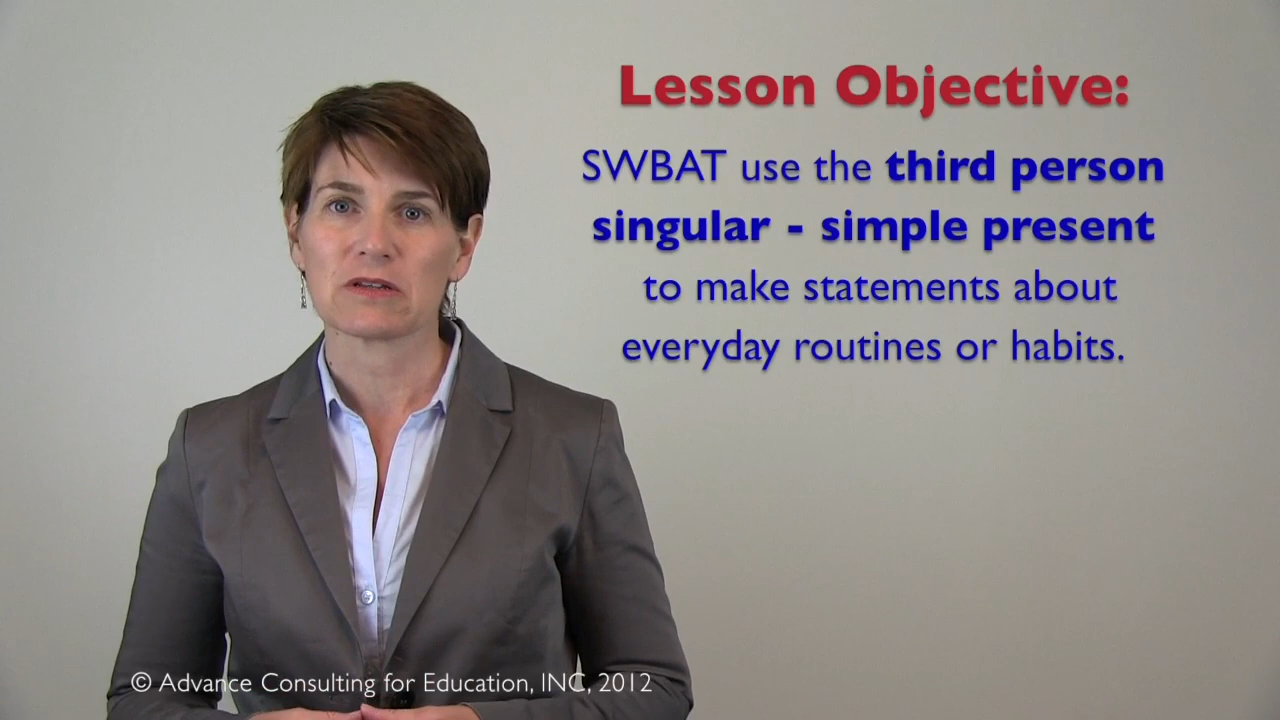 Lesson Objective:
SWBAT use the third person
singular - simple present
to make statements about
everyday routines or habits.
© Advance Consulting for Education, INC, 2012